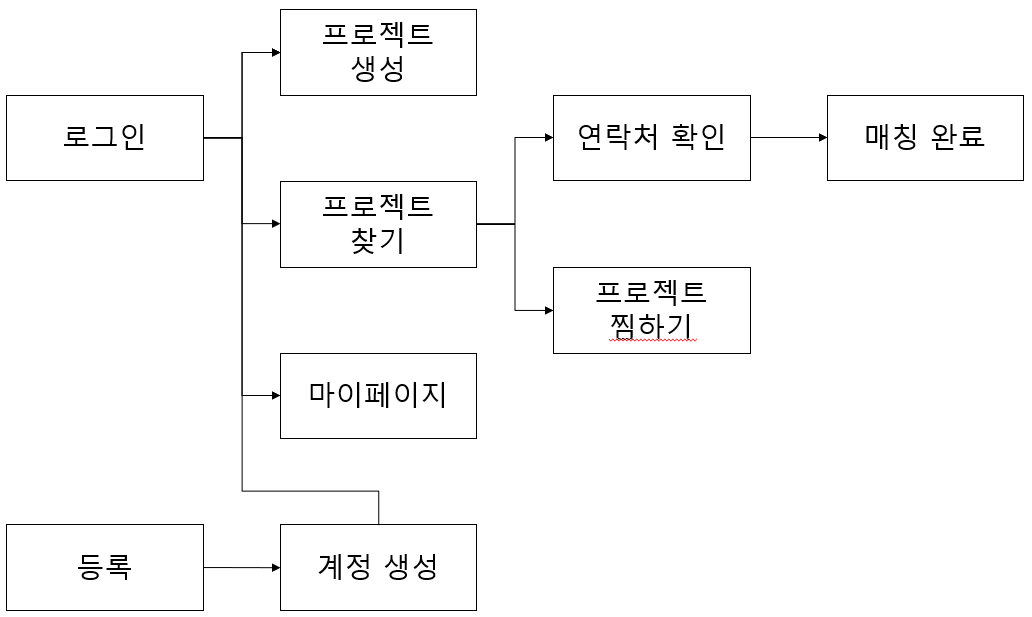 프로젝트
생성
로그인
연락처 확인
매칭 완료
프로젝트
찾기
프로젝트
찜하기
마이페이지
등록
계정 생성